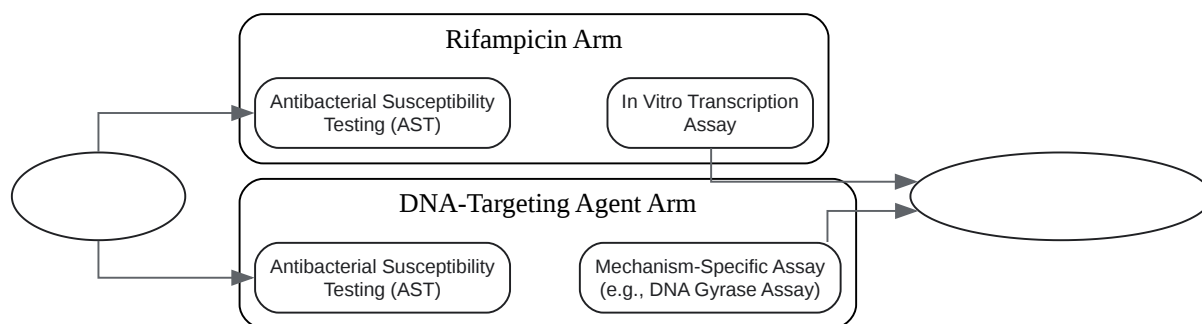 Rifampicin Arm
Antibacterial Susceptibility
Testing (AST)
In Vitro Transcription
Assay
DNA-Targeting Agent Arm
Antibacterial Susceptibility
Testing (AST)
Mechanism-Specific Assay
(e.g., DNA Gyrase Assay)